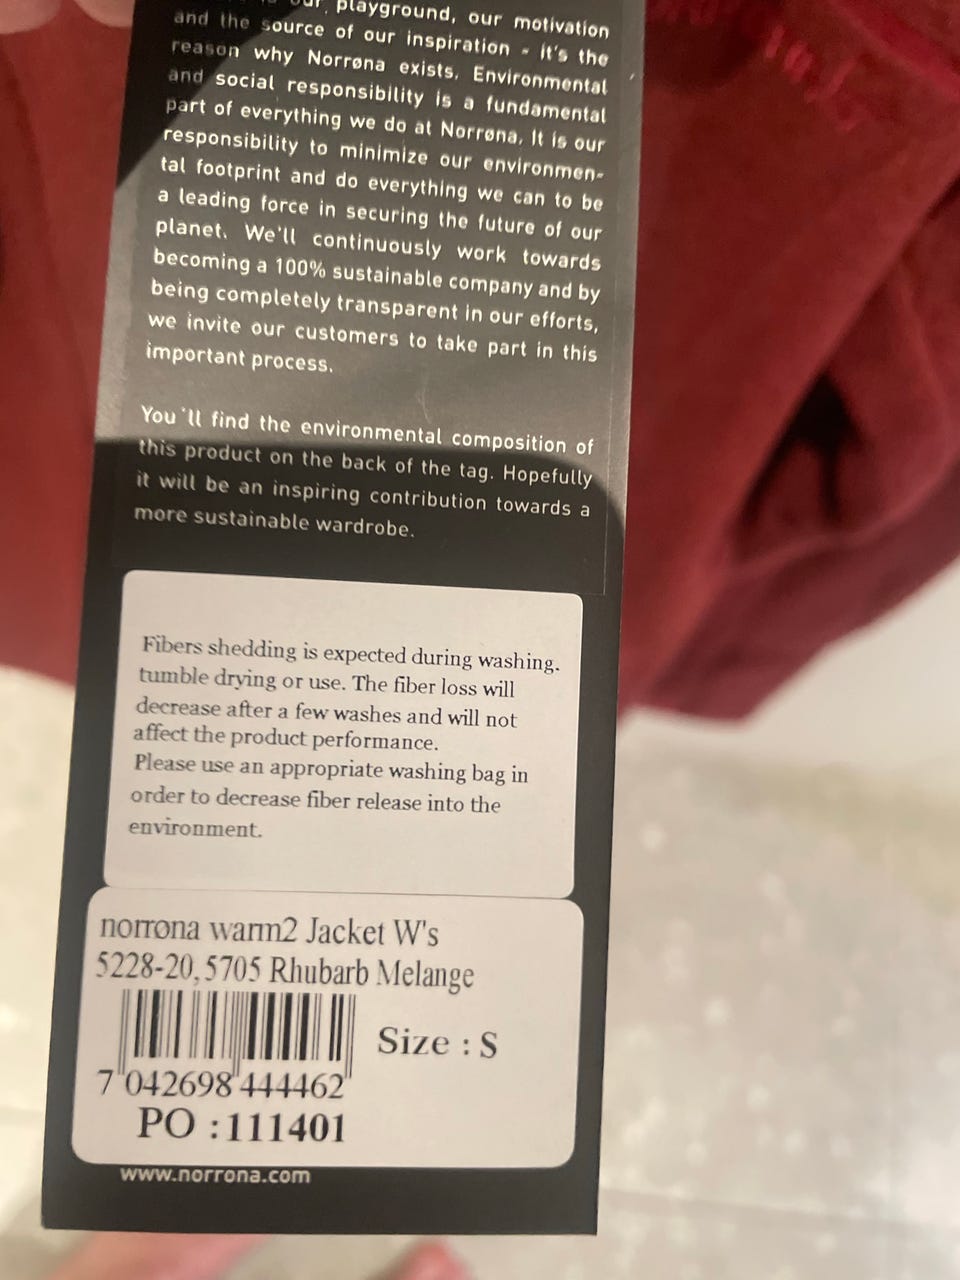 our playground, our motivation
and the source of our inspiration - it's the
reason why Norrøna exists. Environmental
and social responsibility is a fundamental
part of everything we do at Norrøna. It is our
responsibility to minimize our environmen-
tal footprint and do everything we can to be
a leading force in securing the future of our
planet. We'll continuously work towards
becoming a 100% sustainable company and by
being completely transparent in our efforts,
we invite our customers to take part in this
important process.
You'll find the environmental composition of
this product on the back of the tag. Hopefully
it will be an inspiring contribution towards a
more sustainable wardrobe.
Fibers shedding is expected during washing.
tumble drying or use. The fiber loss will
decrease after a few washes and will not
affect the product performance.
Please use an appropriate washing bag in
order to decrease fiber release into the
environment.
norrona warm2 Jacket W's
5228-20, 5705 Rhubarb Melange
Size : S
7 042698 444462
PO :111401
www.norrona.com